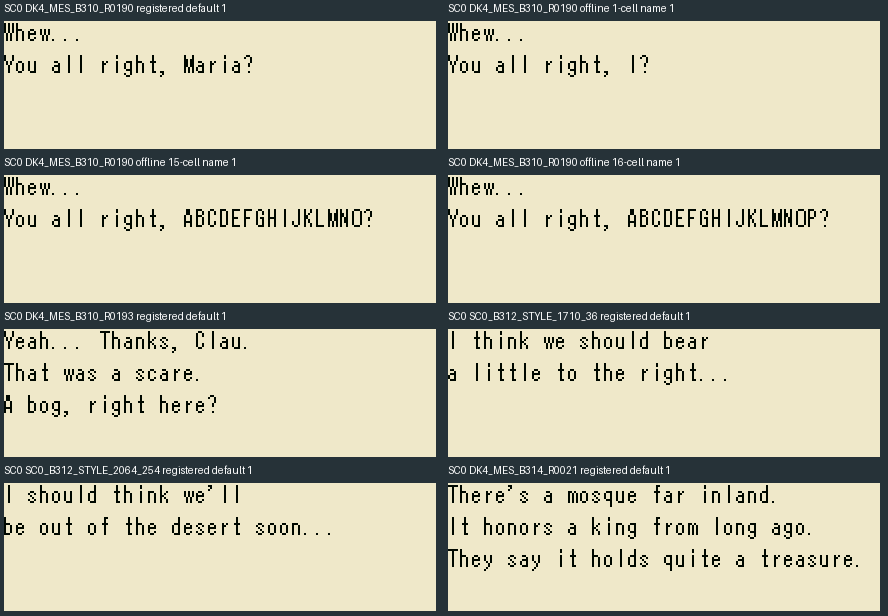 SC0 DK4_MES_B310_R0190 registered default 1
Whew...
You all right, Maria?
SC0 DK4_MES_B310_R0190 offline 1-cell name 1
Whew...
You all right, I?
SC0 DK4_MES_B310_R0190 offline 15-cell name 1
Whew...
You all right, ABCDEFGHIJKLMNO?
SC0 DK4_MES_B310_R0190 offline 16-cell name 1
Whew...
You all right, ABCDEFGHIJKLMNOP?
SC0 DK4_MES_B310_R0193 registered default 1
Yeah... Thanks, Clau.
That was a scare.
A bog, right here?
SC0 SC0_B312_STYLE_1710_36 registered default 1
I think we should bear
a little to the right...
SC0 SC0_B312_STYLE_2064_254 registered default 1
I should think we'll
be out of the desert soon...
SC0 DK4_MES_B314_R0021 registered default 1
There's a mosque far inland.
It honors a king from long ago.
They say it holds quite a treasure.